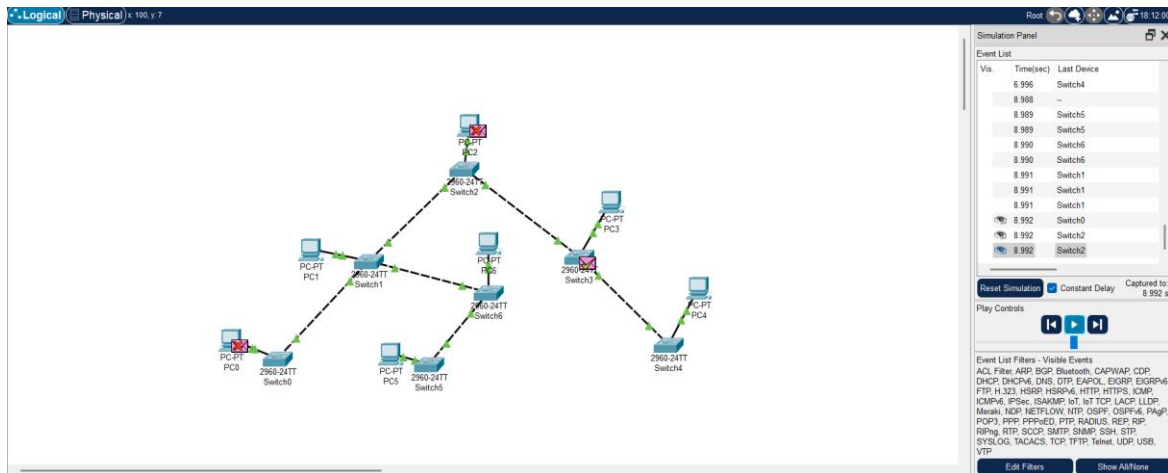 Logical Physical x: 100, y: 7 Root 18:12:00
Simulation Panel
Event List
Vis. Time(sec) Last Device
6.996 Switch4
8.988 --
8.989 Switch5
8.989 Switch5
8.990 Switch6
8.990 Switch6
8.991 Switch1
8.991 Switch1
8.991 Switch1
8.992 Switch0
8.992 Switch2
8.992 Switch2
Reset Simulation Constant Delay Captured to:
8.992 s
Play Controls
Event List Filters - Visible Events
ACL Filter, ARP, BGP, Bluetooth, CAPWAP, CDP,
DHCP, DHCPv6, DNS, DTP, EAPOL, EIGRP, EIGRPv6,
FTP, H.323, HSRP, HSRPv6, HTTP, HTTPS, ICMP,
ICMPv6, IPSec, ISAKMP, IoT, IoT TCP, LACP, LLDP,
Meraki, NDP, NETFLOW, NTP, OSPF, OSPFv6, PAgP,
POP3, PPP, PPPoED, PTP, RADIUS, REP, RIP,
RIPng, RTP, SCCP, SMTP, SNMP, SSH, STP,
SYSLOG, TACACS, TCP, TFTP, Telnet, UDP, USB,
VTP
Edit Filters Show All/None
PC-PT
PC2
2960-24TT
Switch2
PC-PT
PC3
2960-24TT
Switch3
PC-PT
PC1
2960-24TT
Switch1
PC-PT
PC6
2960-24TT
Switch6
PC-PT
PC4
2960-24TT
Switch4
PC-PT
PC0
2960-24TT
Switch0
PC-PT
PC5
2960-24TT
Switch5